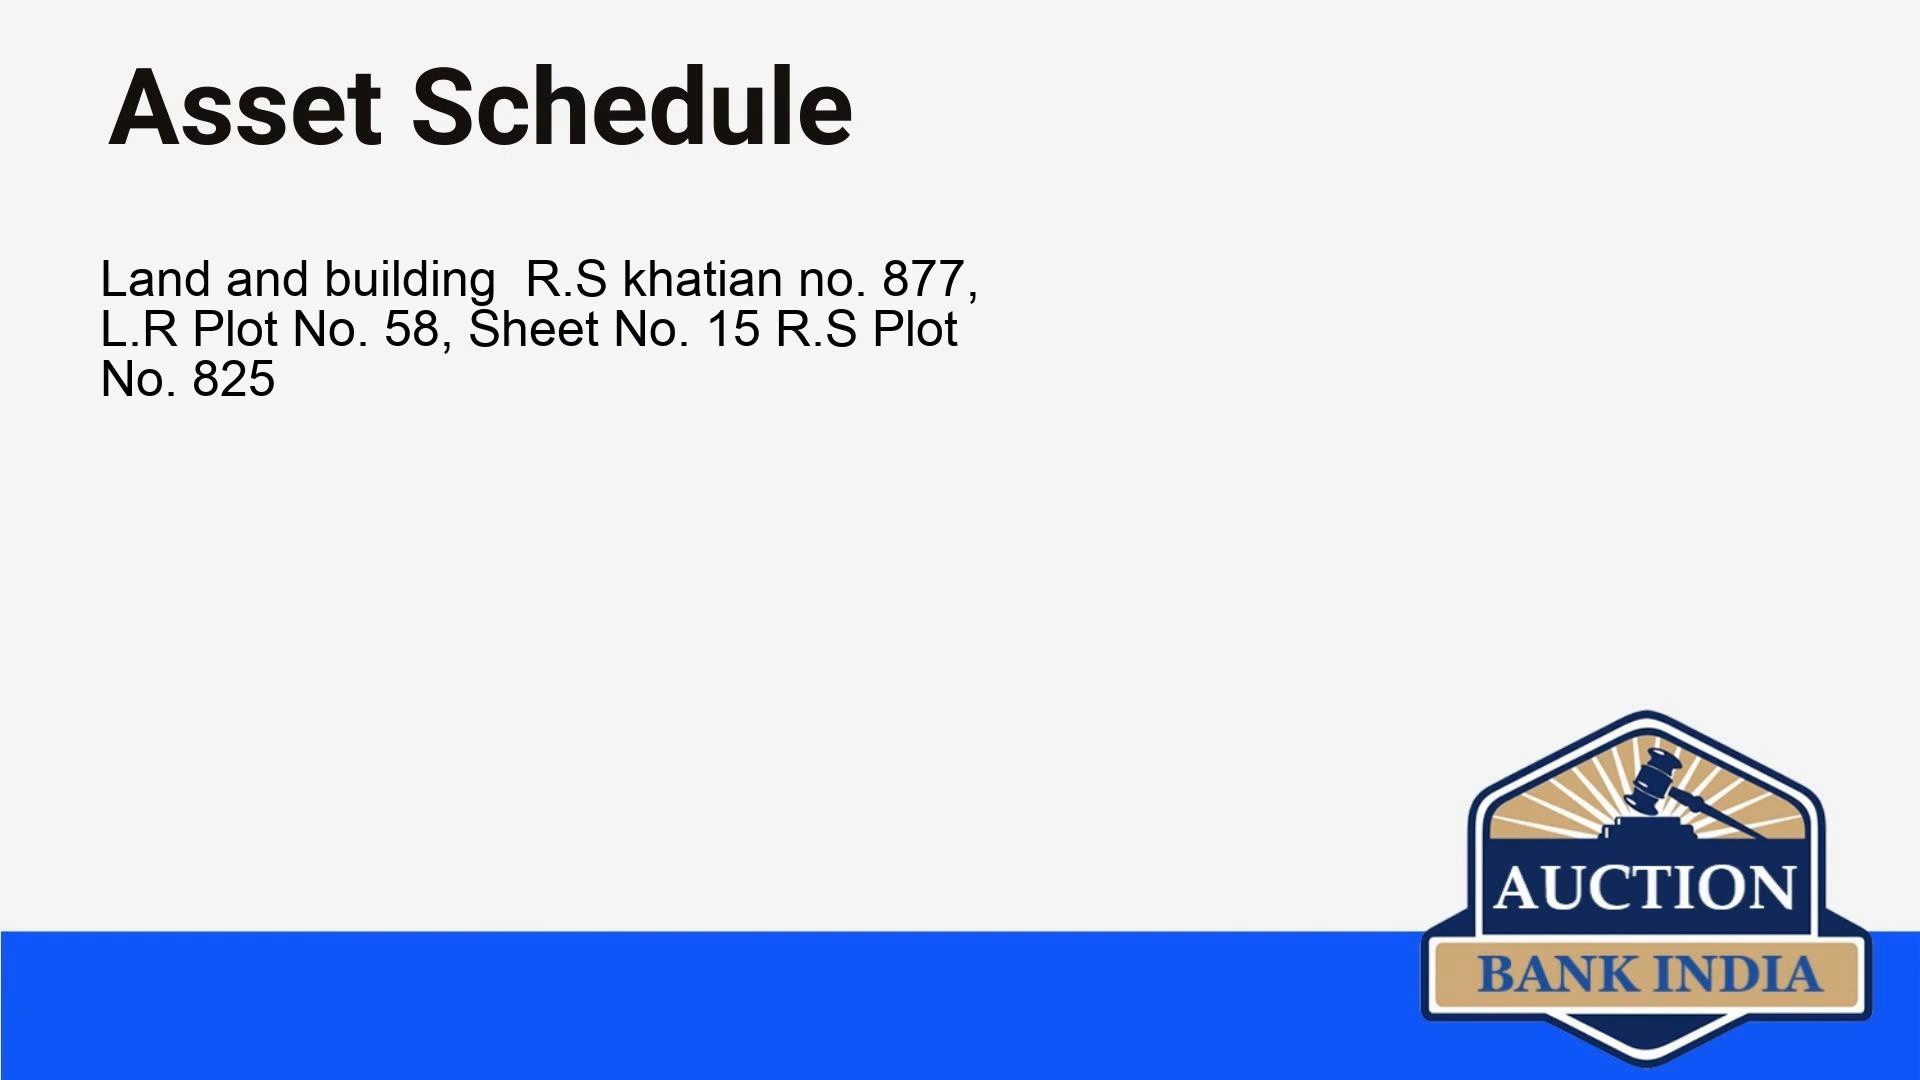 Asset Schedule
Land and building  R.S khatian no. 877,
L.R Plot No. 58, Sheet No. 15 R.S Plot
No. 825
AUCTION
BANK INDIA